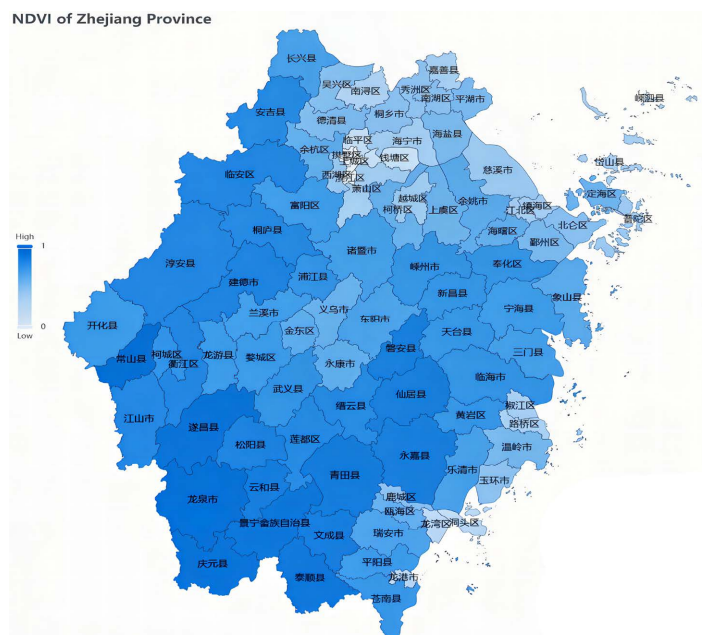 NDVI of Zhejiang Province
长兴县
嘉善县
吴兴区
南浔区
秀洲区
南湖区
平湖市
嵊泗县
安吉县
德清县
桐乡市
海盐县
临平区
海宁市
余杭区
拱墅区
上城区
钱塘区
岱山县
慈溪市
临安区
西湖区
滨江区
萧山区
定海区
富阳区
越城区
柯桥区
上虞区
余姚市
镇海区
江北区
普陀区
北仑区
桐庐县
海曙区
鄞州区
High
1
0
Low
淳安县
诸暨市
嵊州市
奉化区
建德市
浦江县
新昌县
象山县
兰溪市
义乌市
东阳市
宁海县
开化县
金东区
天台县
常山县
柯城区
衢江区
龙游县
婺城区
永康市
磐安县
三门县
临海市
武义县
仙居县
江山市
缙云县
椒江区
黄岩区
路桥区
遂昌县
松阳县
莲都区
永嘉县
温岭市
乐清市
青田县
玉环市
龙泉市
云和县
鹿城区
瓯海区
景宁畲族自治县
龙湾区
洞头区
文成县
瑞安市
庆元县
平阳县
泰顺县
龙港市
苍南县